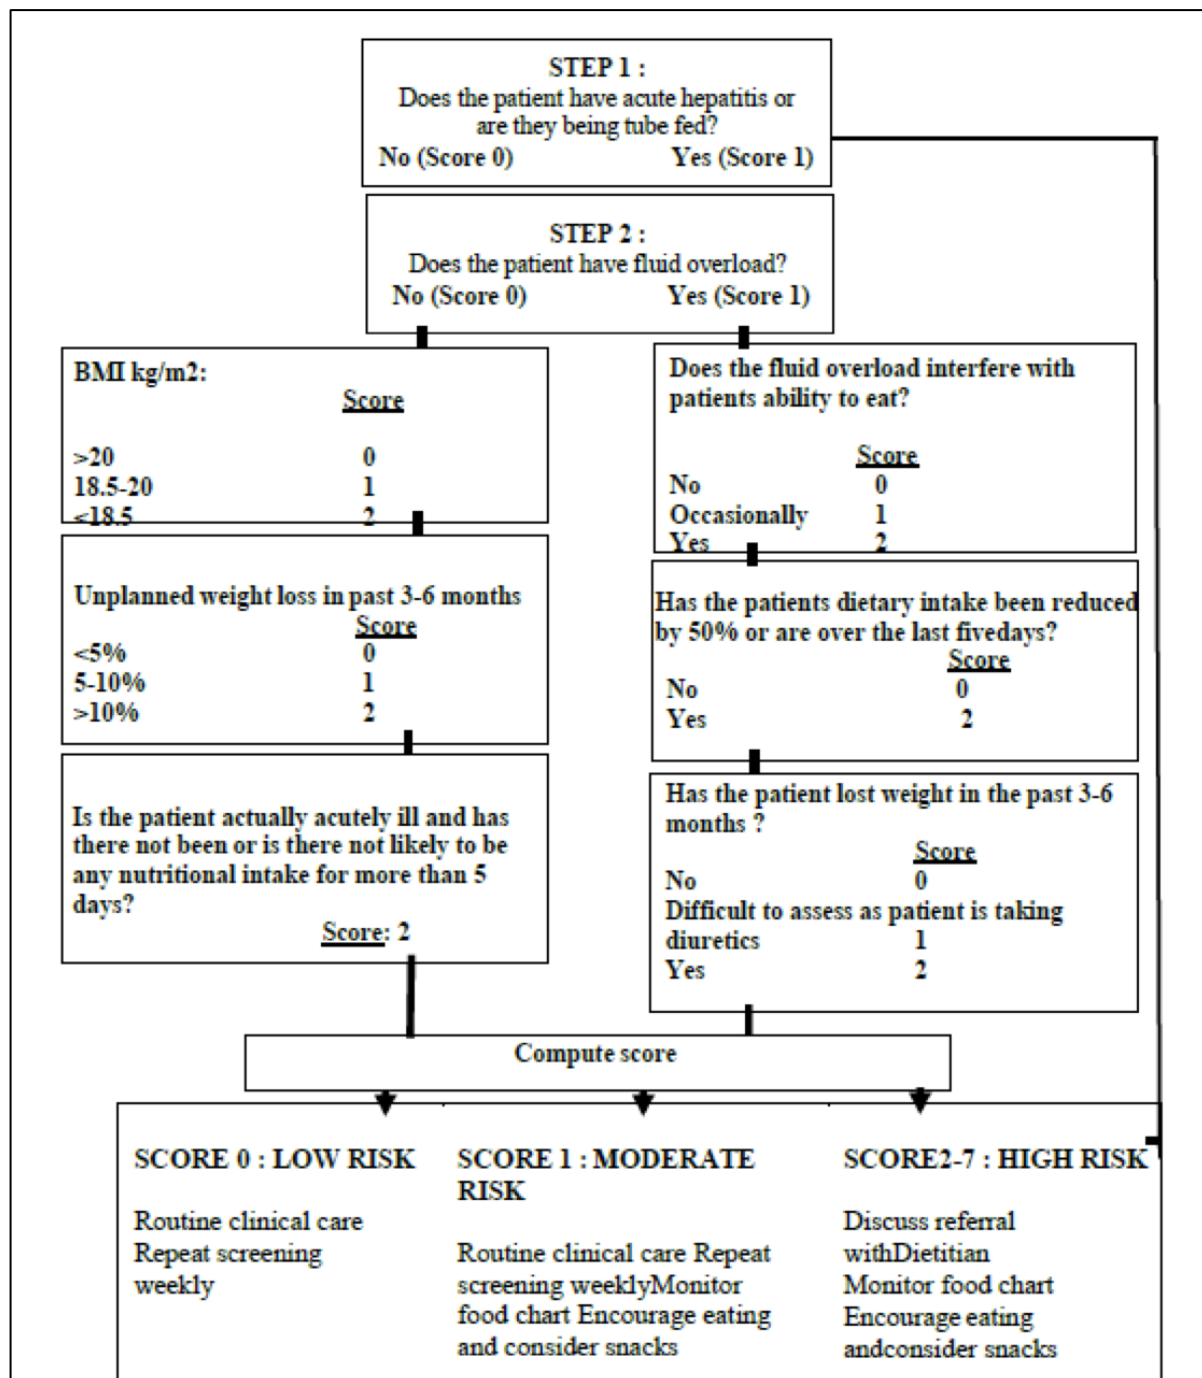 STEP 1 :
Does the patient have acute hepatitis or
are they being tube fed?
No (Score 0) Yes (Score 1)
STEP 2 :
Does the patient have fluid overload?
No (Score 0) Yes (Score 1)
BMI kg/m2:
Score
>20 0
18.5-20 1
<18.5 2
Unplanned weight loss in past 3-6 months
Score
<5% 0
5-10% 1
>10% 2
Is the patient actually acutely ill and has
there not been or is there not likely to be
any nutritional intake for more than 5
days?
Score: 2
Does the fluid overload interfere with
patients ability to eat?
Score
No 0
Occasionally 1
Yes 2
Has the patients dietary intake been reduced
by 50% or are over the last fivedays?
Score
No 0
Yes 2
Has the patient lost weight in the past 3-6
months ?
Score
No 0
Difficult to assess as patient is taking
diuretics 1
Yes 2
Compute score
SCORE 0 : LOW RISK
Routine clinical care
Repeat screening
weekly
SCORE 1 : MODERATE
RISK
Routine clinical care Repeat
screening weeklyMonitor
food chart Encourage eating
and consider snacks
SCORE2-7 : HIGH RISK
Discuss referral
withDietitian
Monitor food chart
Encourage eating
andconsider snacks